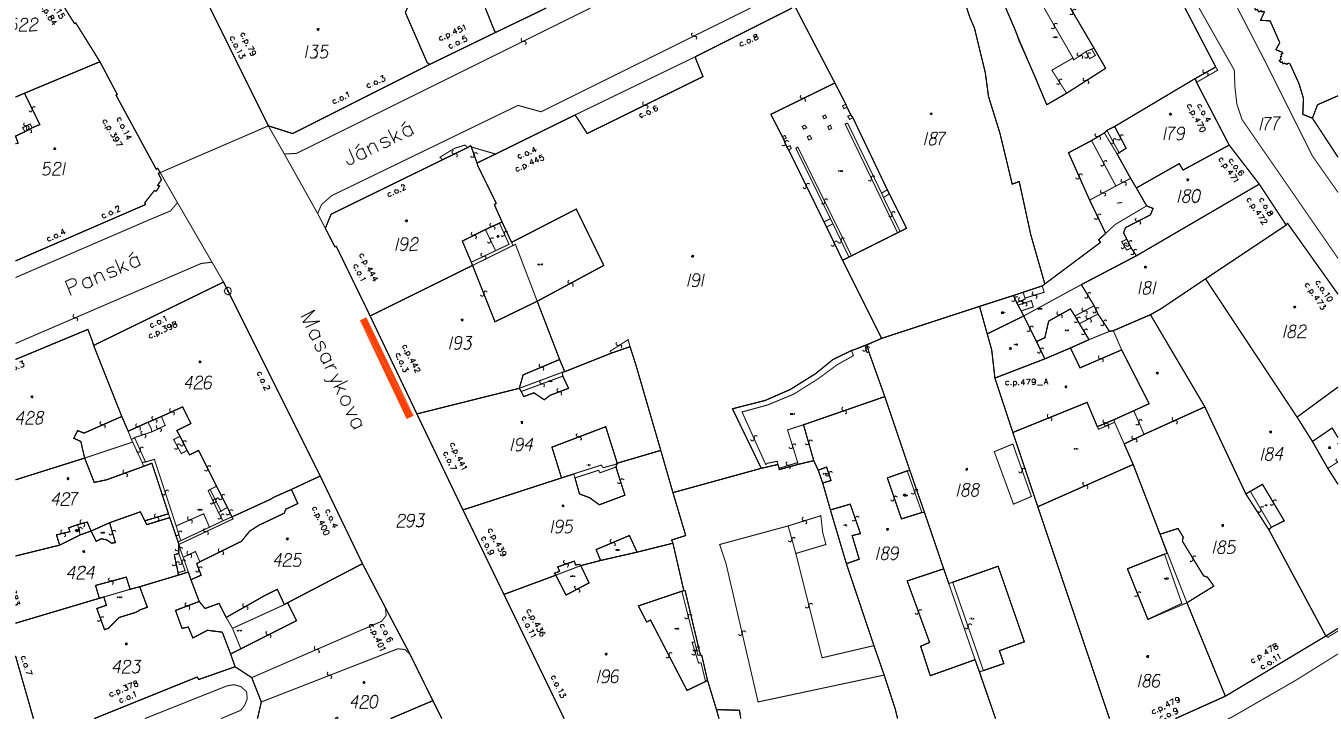 522
č.p.84
č.o.15
č.p.79
č.o.13
135
č.p.451
č.o.5
č.o.8
č.o.1
č.o.3
č.o.6
187
č.o.4
č.p.470
179
177
č.o.14
č.p.397
521
Jánská
č.o.4
č.p.445
č.o.2
č.o.2
č.o.4
č.o.6
č.p.471
180
č.o.8
č.p.472
192
191
Panská
č.p.444
č.o.1
181
č.o.10
č.p.473
182
č.o.1
č.p.398
Masarykova
193
č.p.442
č.o.3
č.o.2
426
428
č.p.479_A
194
č.p.441
č.o.7
184
427
188
293
195
č.o.4
č.p.400
č.p.439
č.o.9
189
185
425
424
č.p.436
č.o.11
č.o.6
č.p.401
423
č.o.7
č.p.378
č.o.1
420
196
č.o.13
č.p.478
č.o.11
186
č.p.479
č.o.9